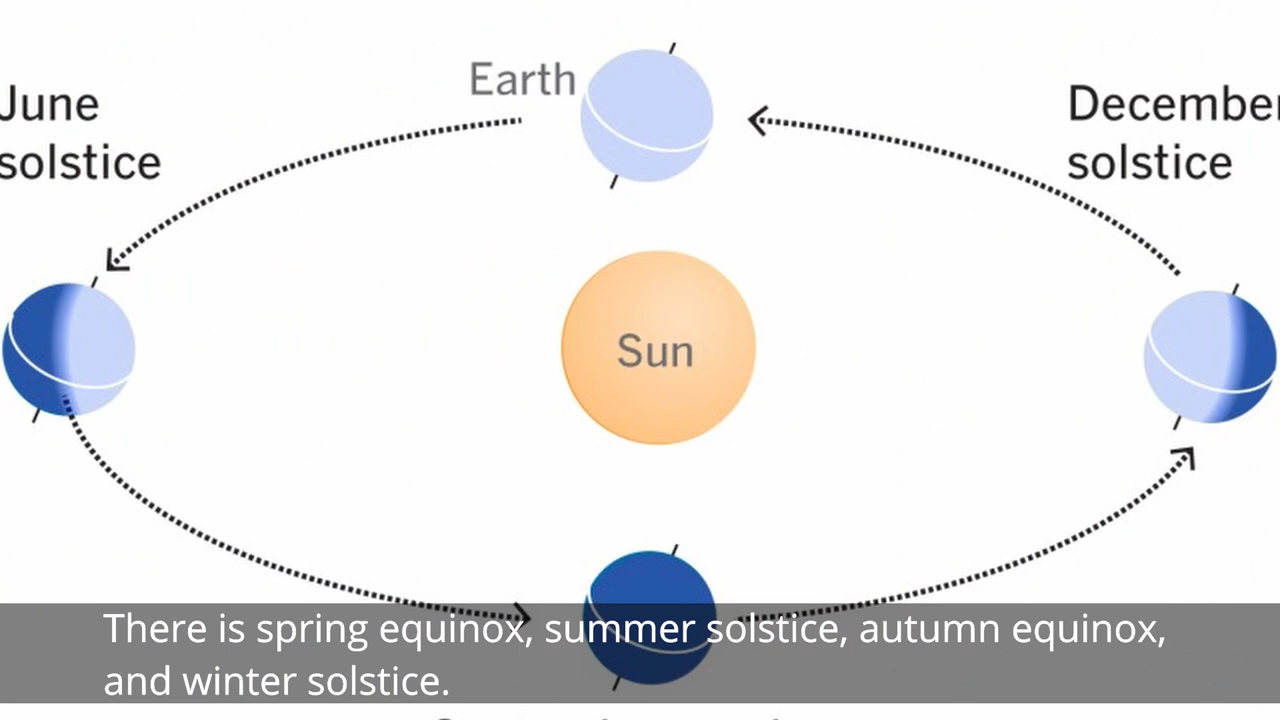 Earth
June
solstice
December
solstice
Sun
There is spring equinox, summer solstice, autumn equinox,
and winter solstice.